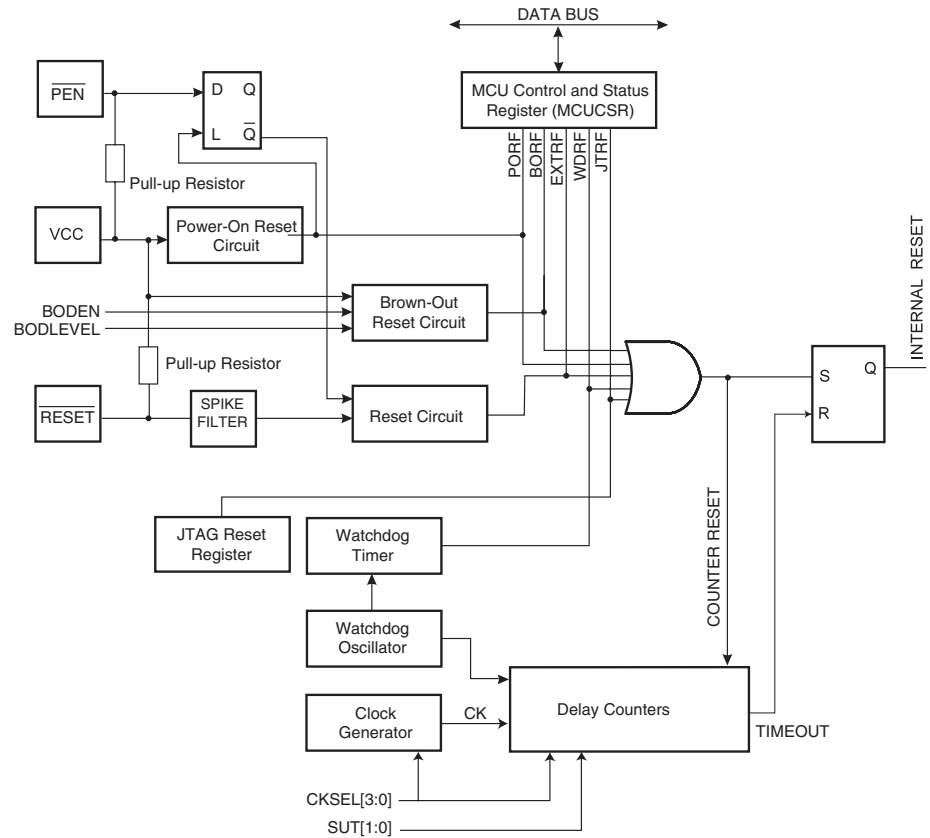 DATA BUS
PEN
D Q
L Q
MCU Control and Status
Register (MCUCSR)
PORF
BORF
EXTRF
WDRF
JTRF
Pull-up Resistor
VCC
Power-On Reset
Circuit
BODEN
BODLEVEL
Brown-Out
Reset Circuit
Pull-up Resistor
RESET
SPIKE
FILTER
Reset Circuit
S Q
R
INTERNAL RESET
JTAG Reset
Register
Watchdog
Timer
COUNTER RESET
Watchdog
Oscillator
Clock
Generator
CK
Delay Counters
TIMEOUT
CKSEL[3:0]
SUT[1:0]